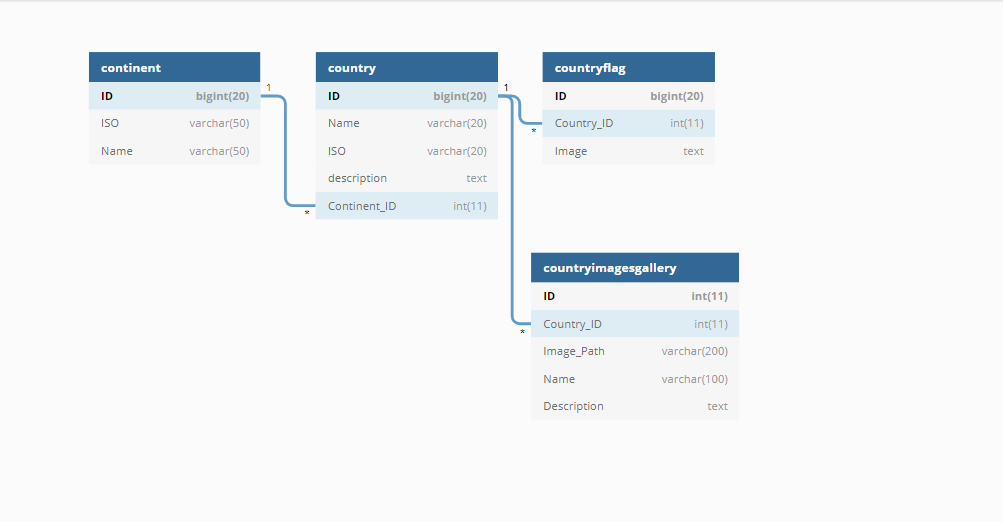 continent
ID bigint(20)
ISO varchar(50)
Name varchar(50)
1
*
country
ID bigint(20)
Name varchar(20)
ISO varchar(20)
description text
Continent_ID int(11)
1
*
*
countryflag
ID bigint(20)
Country_ID int(11)
Image text
countryimagesgallery
ID int(11)
Country_ID int(11)
Image_Path varchar(200)
Name varchar(100)
Description text